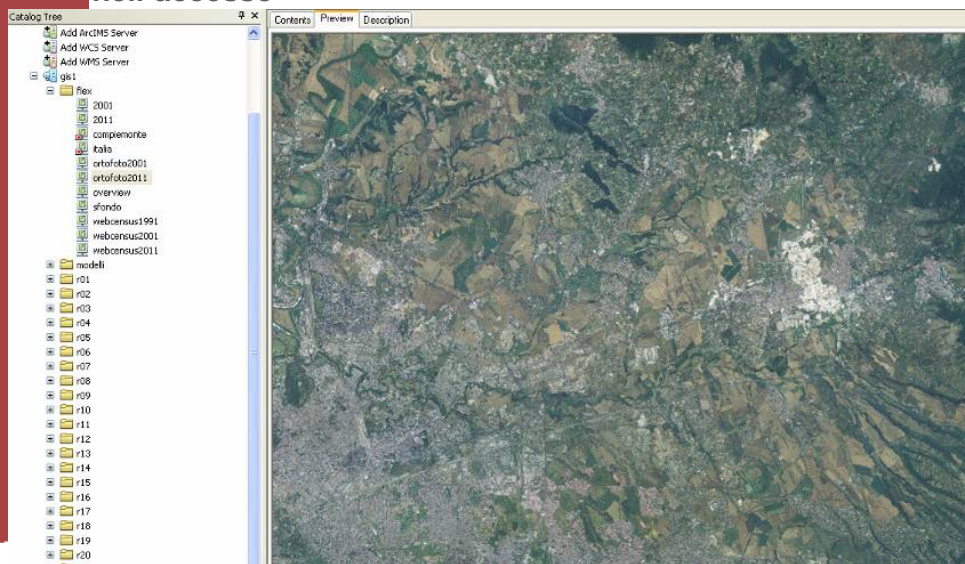 Catalog Tree
Contents Preview Description
Add ArcIMS Server
Add WCS Server
Add WMS Server
gis1
flex
2001
2011
compiemonte
italia
ortofoto2001
ortofoto2011
overview
sfondo
webcensus1991
webcensus2001
webcensus2011
modelli
r01
r02
r03
r04
r05
r06
r07
r08
r09
r10
r11
r12
r13
r14
r15
r16
r17
r18
r19
r20